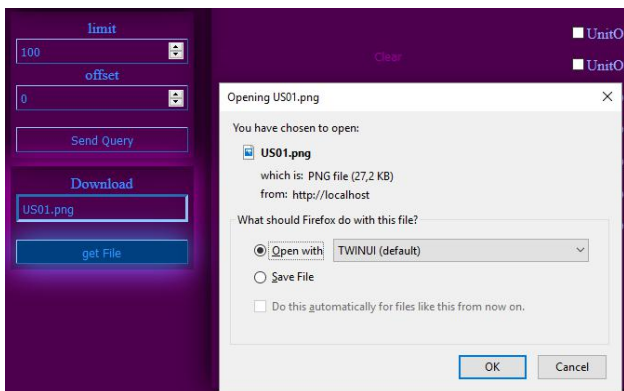 limit
100
offset
0
Send Query
Download
US01.png
get File
Clear
UnitO
UnitO
Opening US01.png
You have chosen to open:
US01.png
which is: PNG file (27,2 KB)
from: http://localhost
What should Firefox do with this file?
Open with TWINUI (default)
Save File
Do this automatically for files like this from now on.
OK Cancel